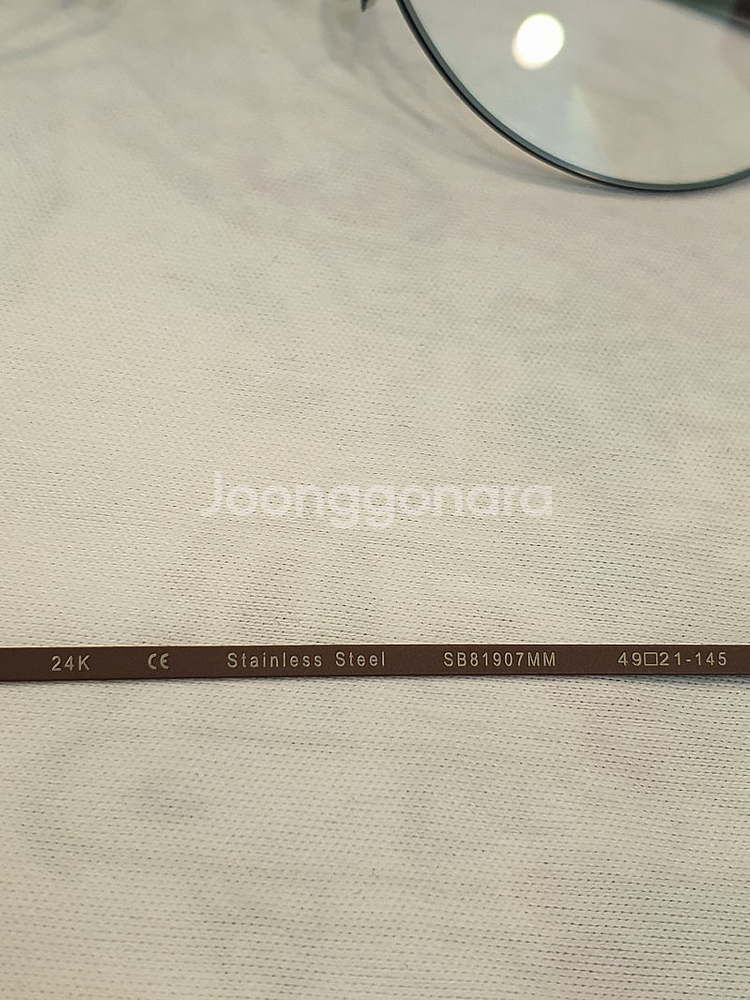 Joonggonara
24K CE Stainless Steel SB81907MM 49□21-145